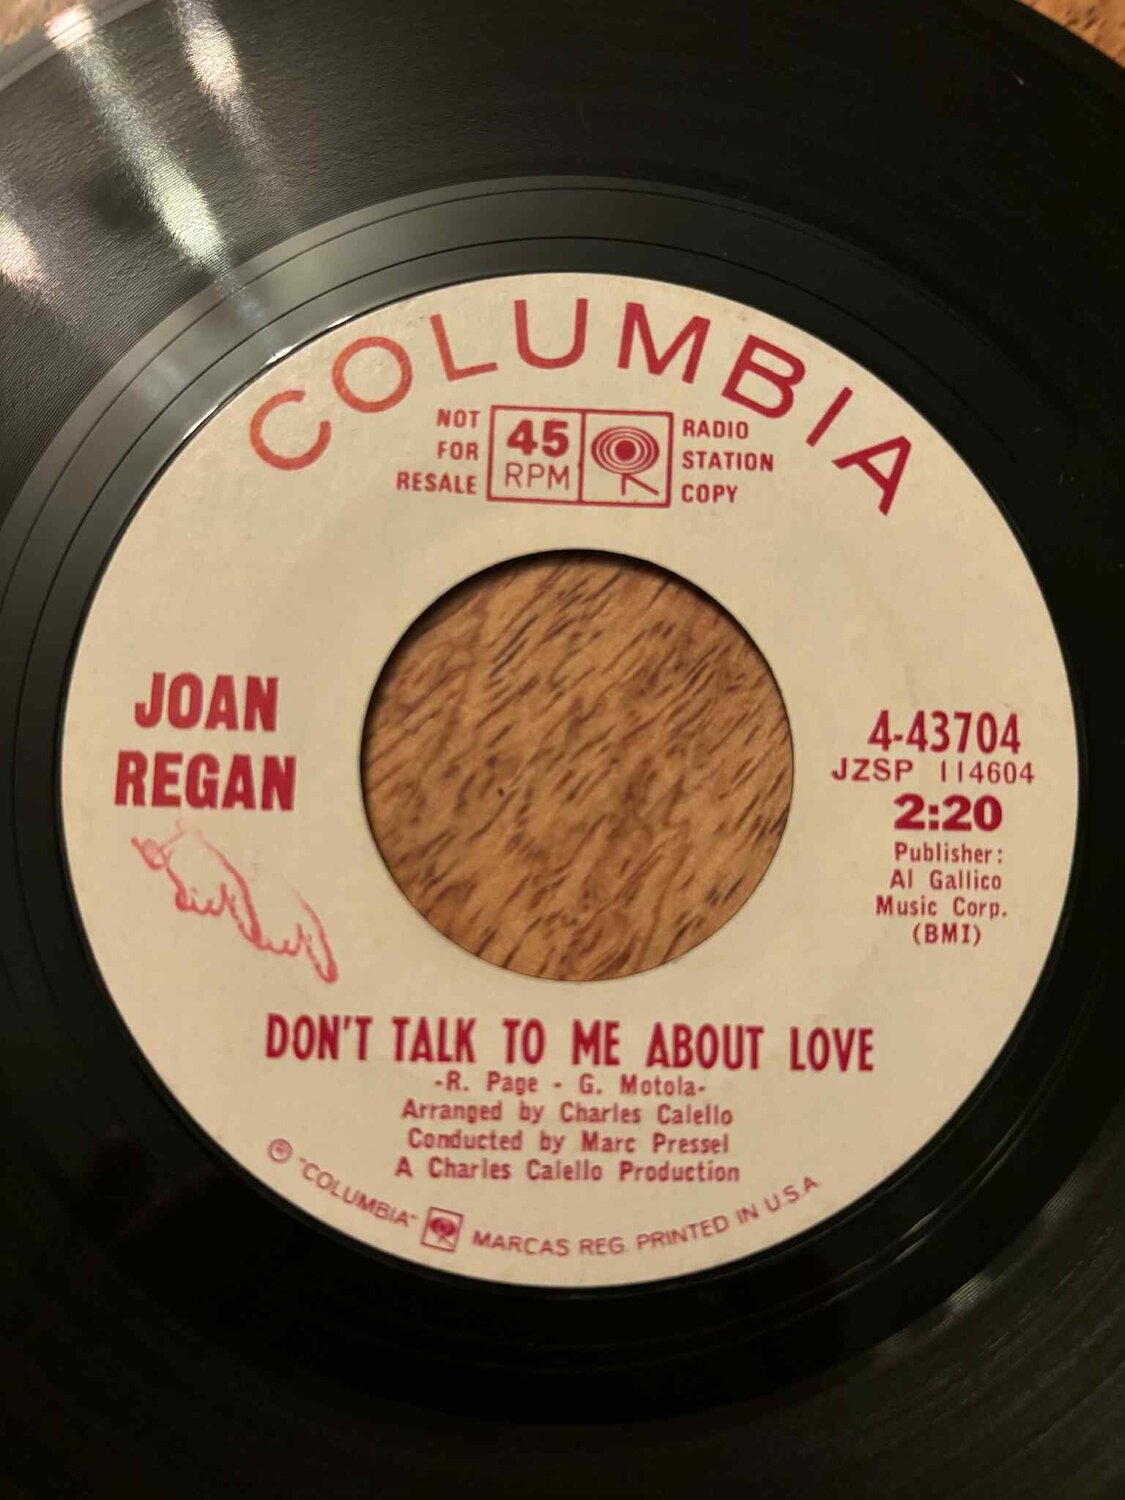 COLUMBIA
NOT
FOR
RESALE
45
RPM
RADIO
STATION
COPY
JOAN
REGAN
4-43704
JZSP 114604
2:20
Publisher:
Al Gallico
Music Corp.
(BMI)
DON'T TALK TO ME ABOUT LOVE
-R. Page - G. Motola-
Arranged by Charles Calello
Conducted by Marc Pressel
A Charles Calello Production
"COLUMBIA" MARCAS REG. PRINTED IN U.S.A.